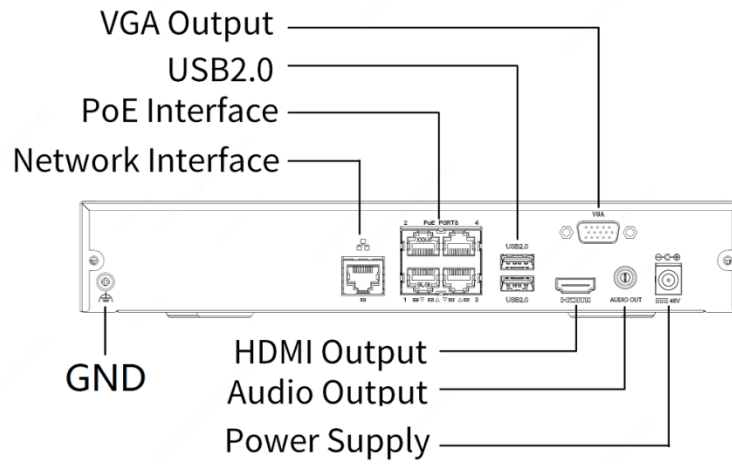 VGA Output
USB2.0
PoE Interface
Network Interface
VGA
2 PoE PORTS 4
USB2.0
1 3
USB2.0
HDMI
AUDIO OUT
48V
GND
HDMI Output
Audio Output
Power Supply